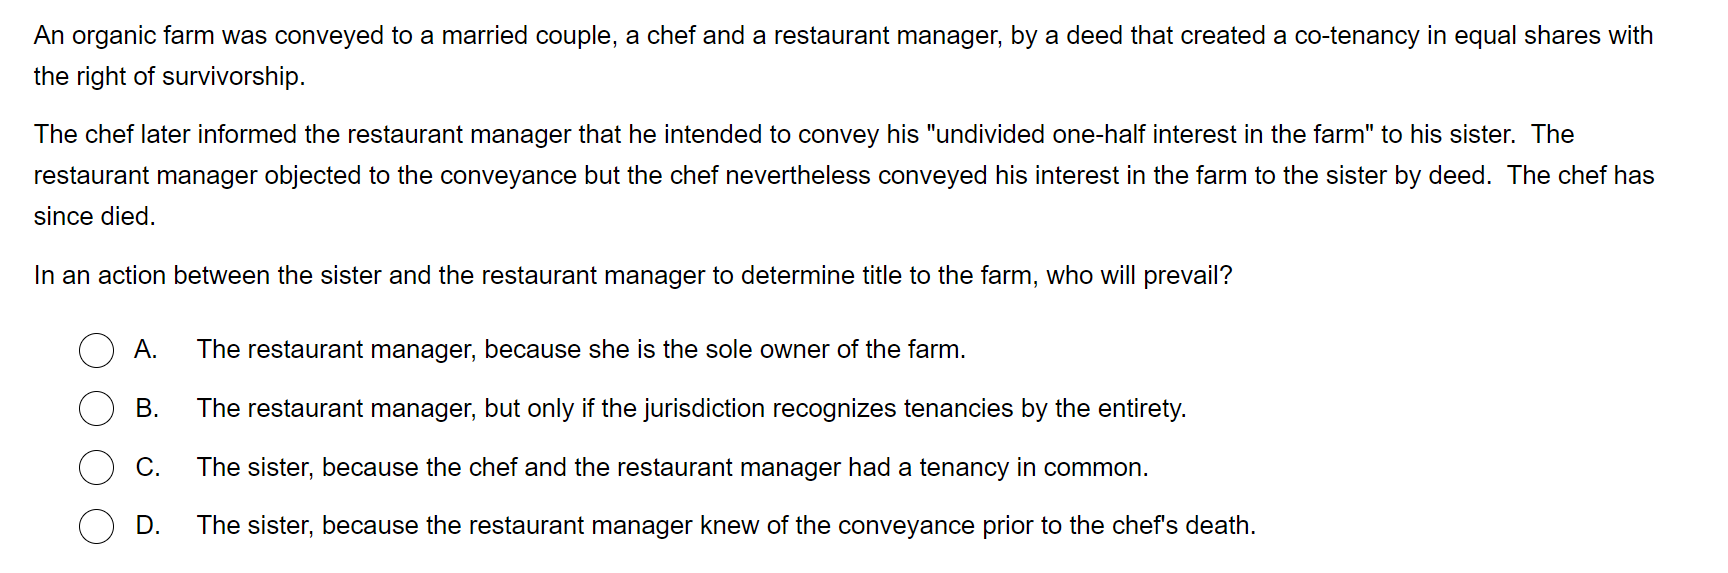 An organic farm was conveyed to a married couple, a chef and a restaurant manager, by a deed that created a co-tenancy in equal shares with
the right of survivorship.
The chef later informed the restaurant manager that he intended to convey his "undivided one-half interest in the farm" to his sister. The
restaurant manager objected to the conveyance but the chef nevertheless conveyed his interest in the farm to the sister by deed. The chef has
since died.
In an action between the sister and the restaurant manager to determine title to the farm, who will prevail?
A. The restaurant manager, because she is the sole owner of the farm.
B. The restaurant manager, but only if the jurisdiction recognizes tenancies by the entirety.
C. The sister, because the chef and the restaurant manager had a tenancy in common.
D. The sister, because the restaurant manager knew of the conveyance prior to the chef's death.